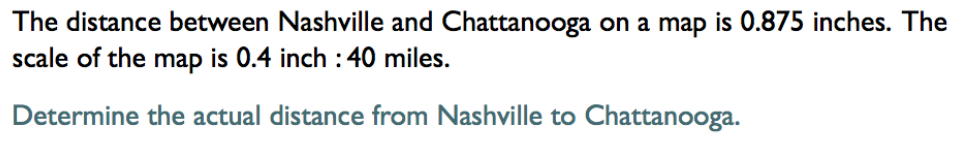 The distance between Nashville and Chattanooga on a map is 0.875 inches. The
scale of the map is 0.4 inch : 40 miles.
Determine the actual distance from Nashville to Chattanooga.